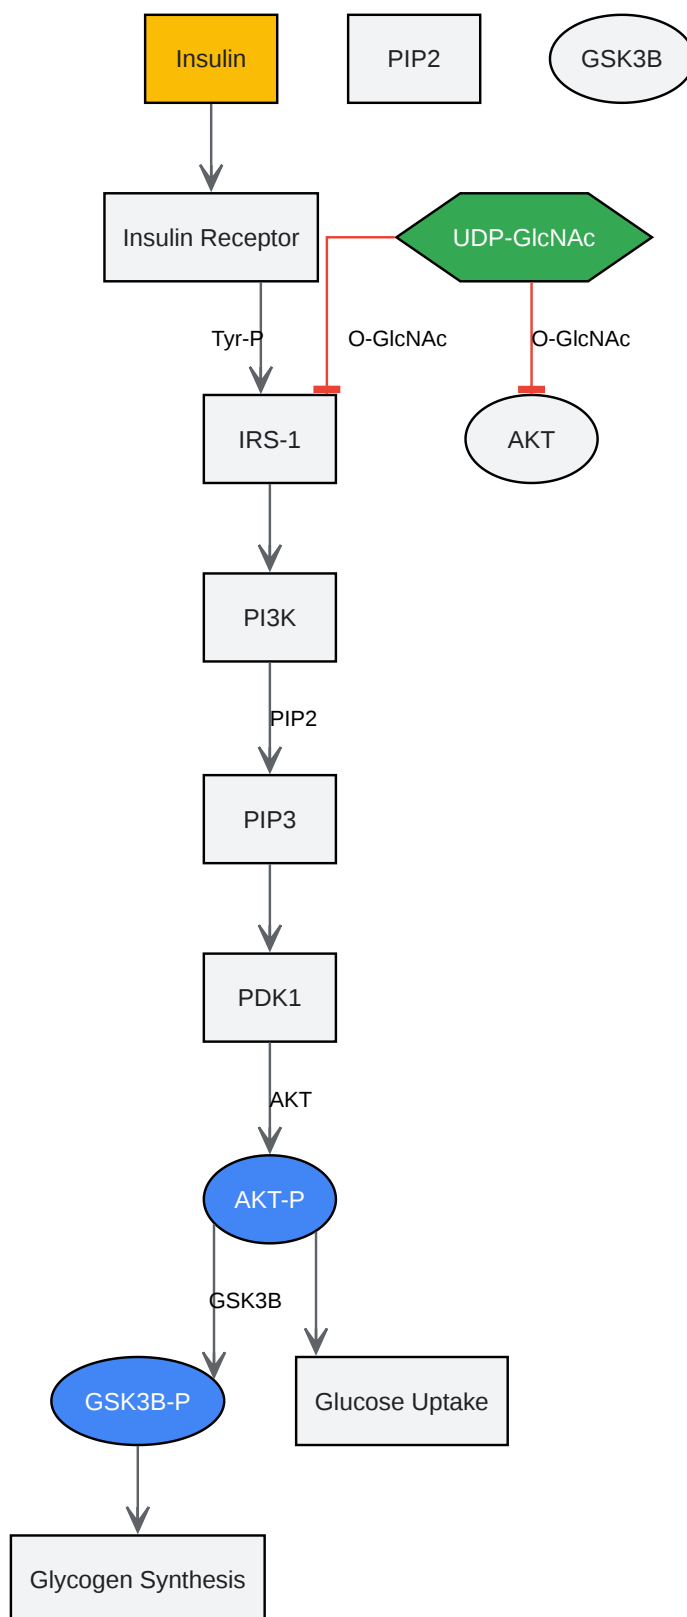 Insulin
PIP2
GSK3B
Insulin Receptor
UDP-GlcNAc
Tyr-P
O-GlcNAc
O-GlcNAc
IRS-1
AKT
PI3K
PIP2
PIP3
PDK1
AKT
AKT-P
GSK3B
GSK3B-P
Glucose Uptake
Glycogen Synthesis